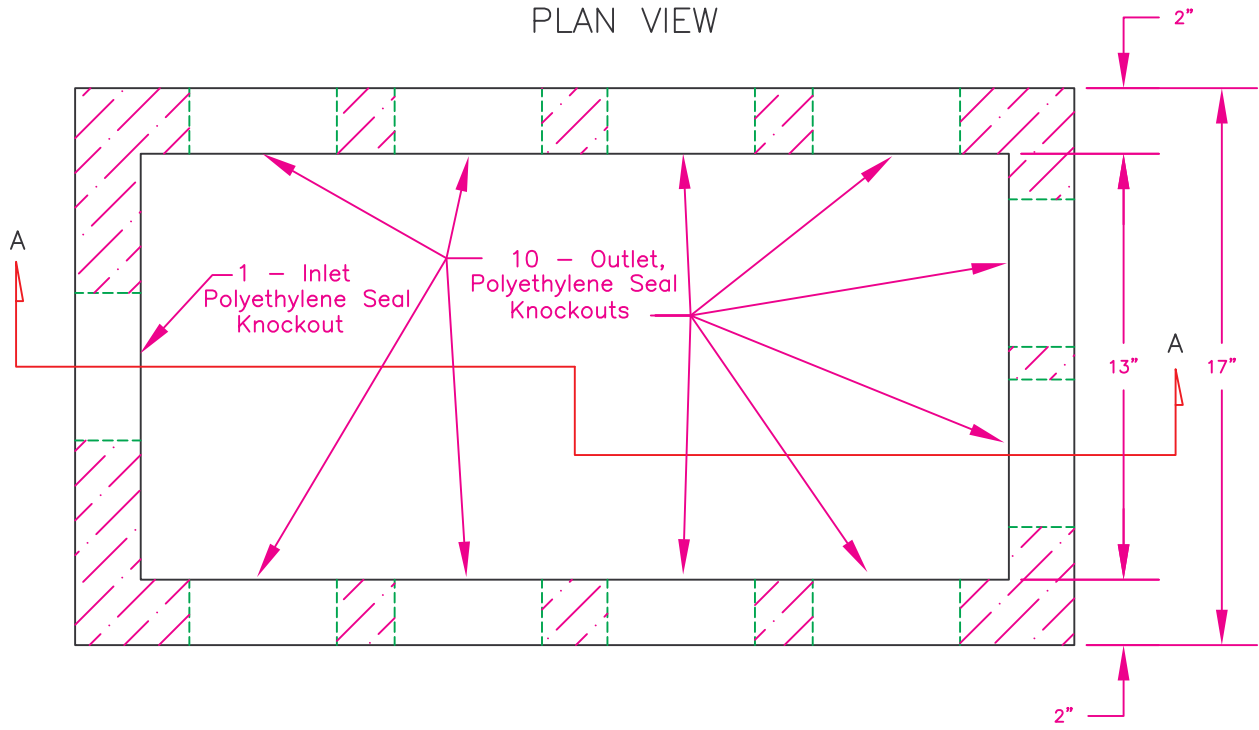 PLAN VIEW
2"
A
1 - Inlet
Polyethylene Seal
Knockout
10 - Outlet,
Polyethylene Seal
Knockouts
A
13"
17"
2"